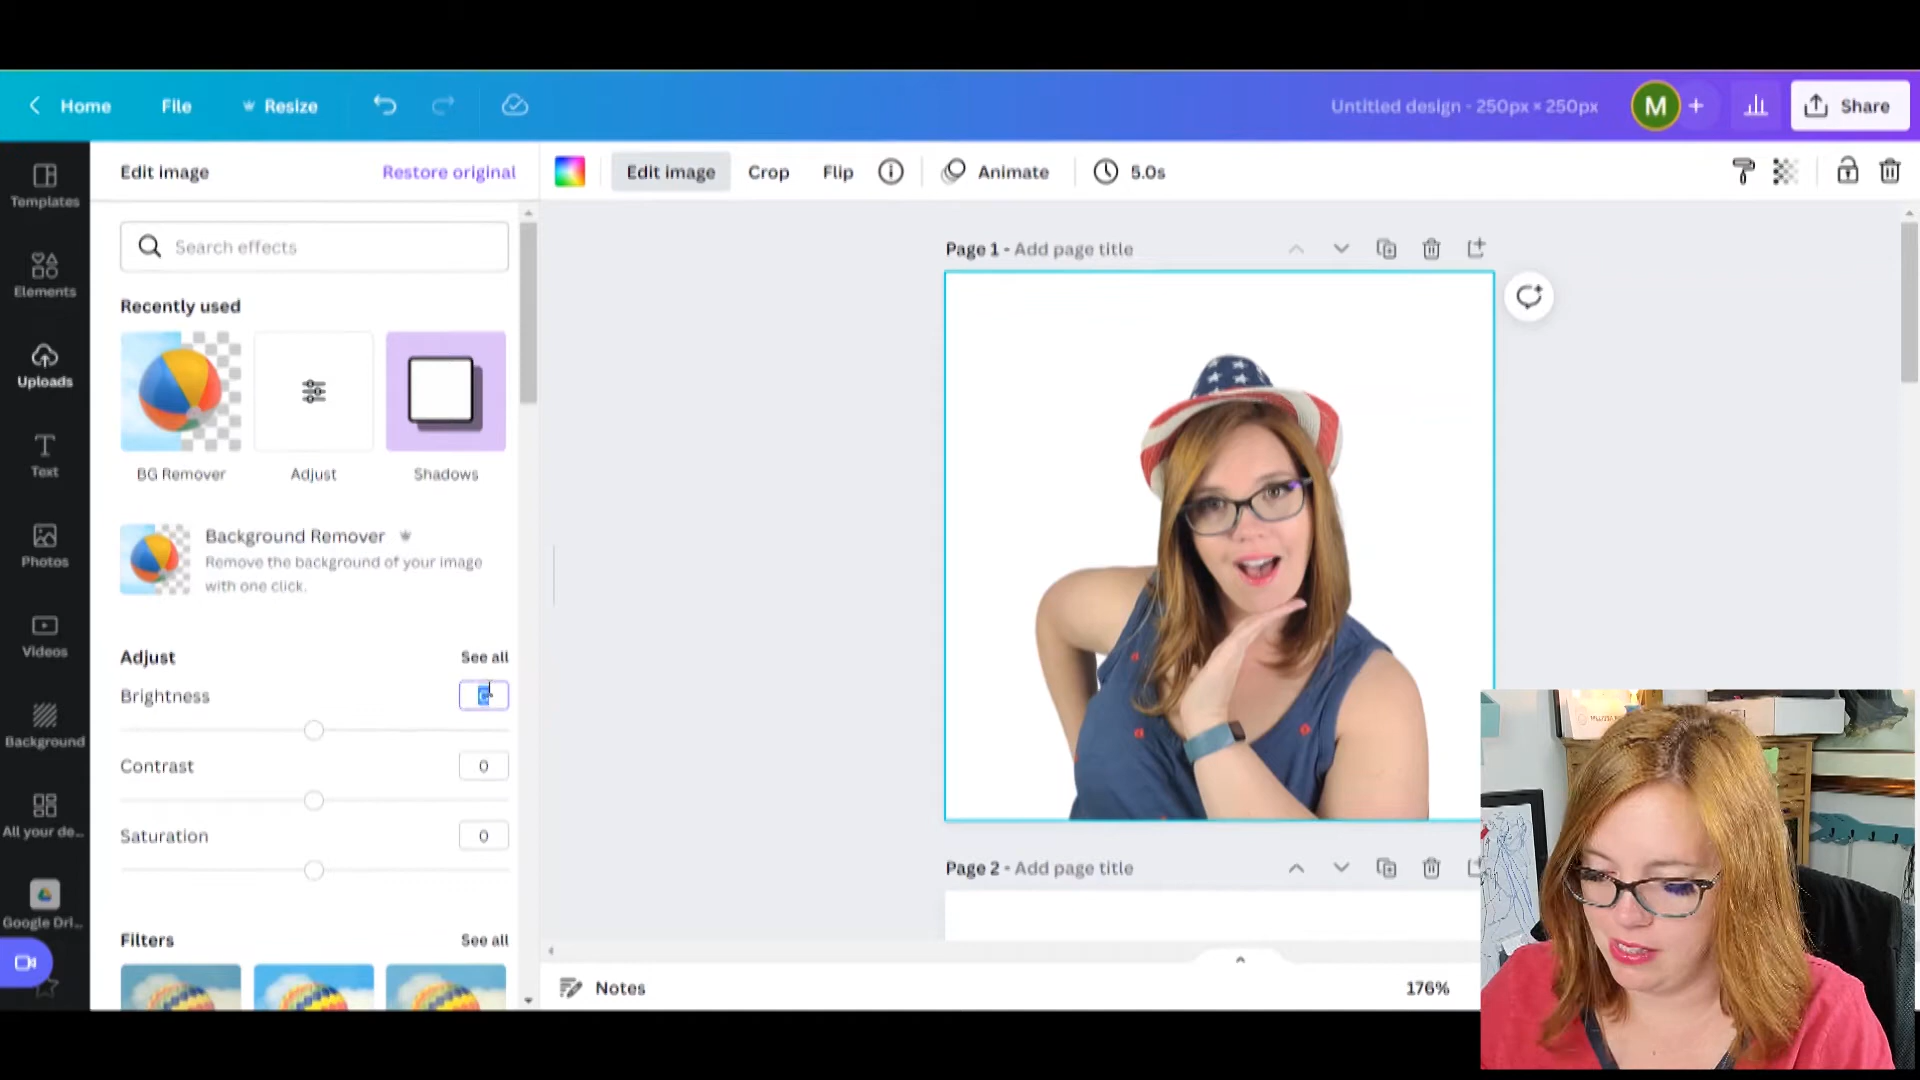 Home
File
Resize
Untitled design - 250px × 250px
M
+
Share
Templates
Elements
Uploads
Text
Photos
Videos
Background
All your de...
Google Dri...
Edit image
Restore original
Search effects
Recently used
BG Remover
Adjust
Shadows
Background Remover
Remove the background of your image
with one click.
Adjust
See all
Brightness
Contrast
0
Saturation
0
Filters
See all
Edit image
Crop
Flip
Animate
5.0s
Page 1 - Add page title
Page 2 - Add page title
Notes
176%